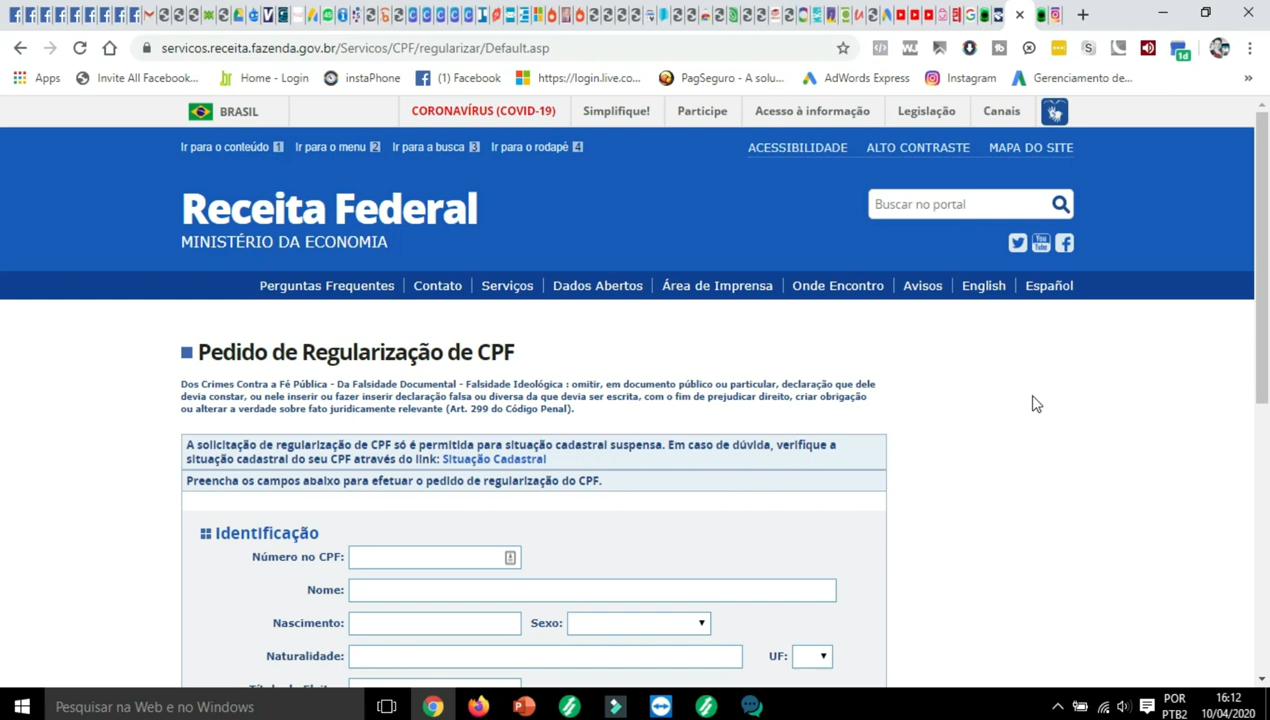 servicos.receita.fazenda.gov.br/Servicos/CPF/regularizar/Default.asp
Apps Invite All Facebook... Home - Login instaPhone (1) Facebook https://login.live.co... PagSeguro - A solu... AdWords Express Instagram Gerenciamento de... »
BRASIL CORONAVÍRUS (COVID-19) Simplifique! Participe Acesso à informação Legislação Canais
Ir para o conteúdo 1 Ir para o menu 2 Ir para a busca 3 Ir para o rodapé 4 ACESSIBILIDADE ALTO CONTRASTE MAPA DO SITE
Receita Federal
Buscar no portal
MINISTÉRIO DA ECONOMIA
Perguntas Frequentes Contato Serviços Dados Abertos Área de Imprensa Onde Encontro Avisos English Español
Pedido de Regularização de CPF
Dos Crimes Contra a Fé Pública - Da Falsidade Documental - Falsidade Ideológica : omitir, em documento público ou particular, declaração que dele
devia constar, ou nele inserir ou fazer inserir declaração falsa ou diversa da que devia ser escrita, com o fim de prejudicar direito, criar obrigação
ou alterar a verdade sobre fato juridicamente relevante (Art. 299 do Código Penal).
A solicitação de regularização de CPF só é permitida para situação cadastral suspensa. Em caso de dúvida, verifique a
situação cadastral do seu CPF através do link: Situação Cadastral
Preencha os campos abaixo para efetuar o pedido de regularização do CPF.
Identificação
Número no CPF:
Nome:
Nascimento: Sexo:
Naturalidade: UF:
Pesquisar na Web e no Windows
POR 16:12
PTB2 10/04/2020